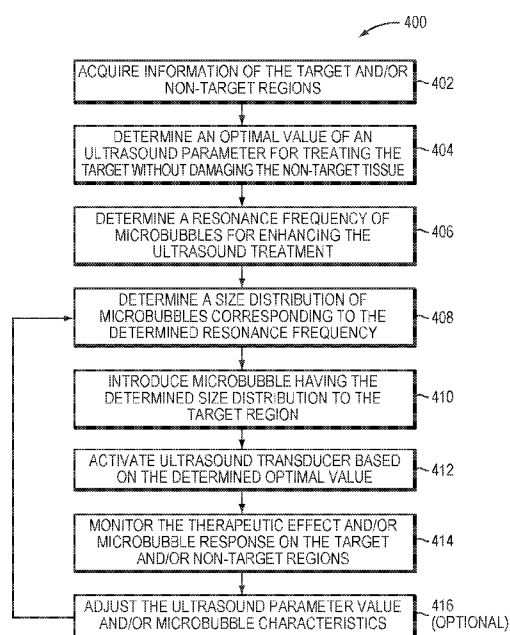 400
ACQUIRE INFORMATION OF THE TARGET AND/OR
NON-TARGET REGIONS
402
DETERMINE AN OPTIMAL VALUE OF AN
ULTRASOUND PARAMETER FOR TREATING THE
TARGET WITHOUT DAMAGING THE NON-TARGET TISSUE
404
DETERMINE A RESONANCE FREQUENCY OF
MICROBUBBLES FOR ENHANCING THE
ULTRASOUND TREATMENT
406
DETERMINE A SIZE DISTRIBUTION OF
MICROBUBBLES CORRESPONDING TO THE
DETERMINED RESONANCE FREQUENCY
408
INTRODUCE MICROBUBBLE HAVING THE
DETERMINED SIZE DISTRIBUTION TO THE
TARGET REGION
410
ACTIVATE ULTRASOUND TRANSDUCER BASED
ON THE DETERMINED OPTIMAL VALUE
412
MONITOR THE THERAPEUTIC EFFECT AND/OR
MICROBUBBLE RESPONSE ON THE TARGET
AND/OR NON-TARGET REGIONS
414
ADJUST THE ULTRASOUND PARAMETER VALUE
AND/OR MICROBUBBLE CHARACTERISTICS
416
(OPTIONAL)